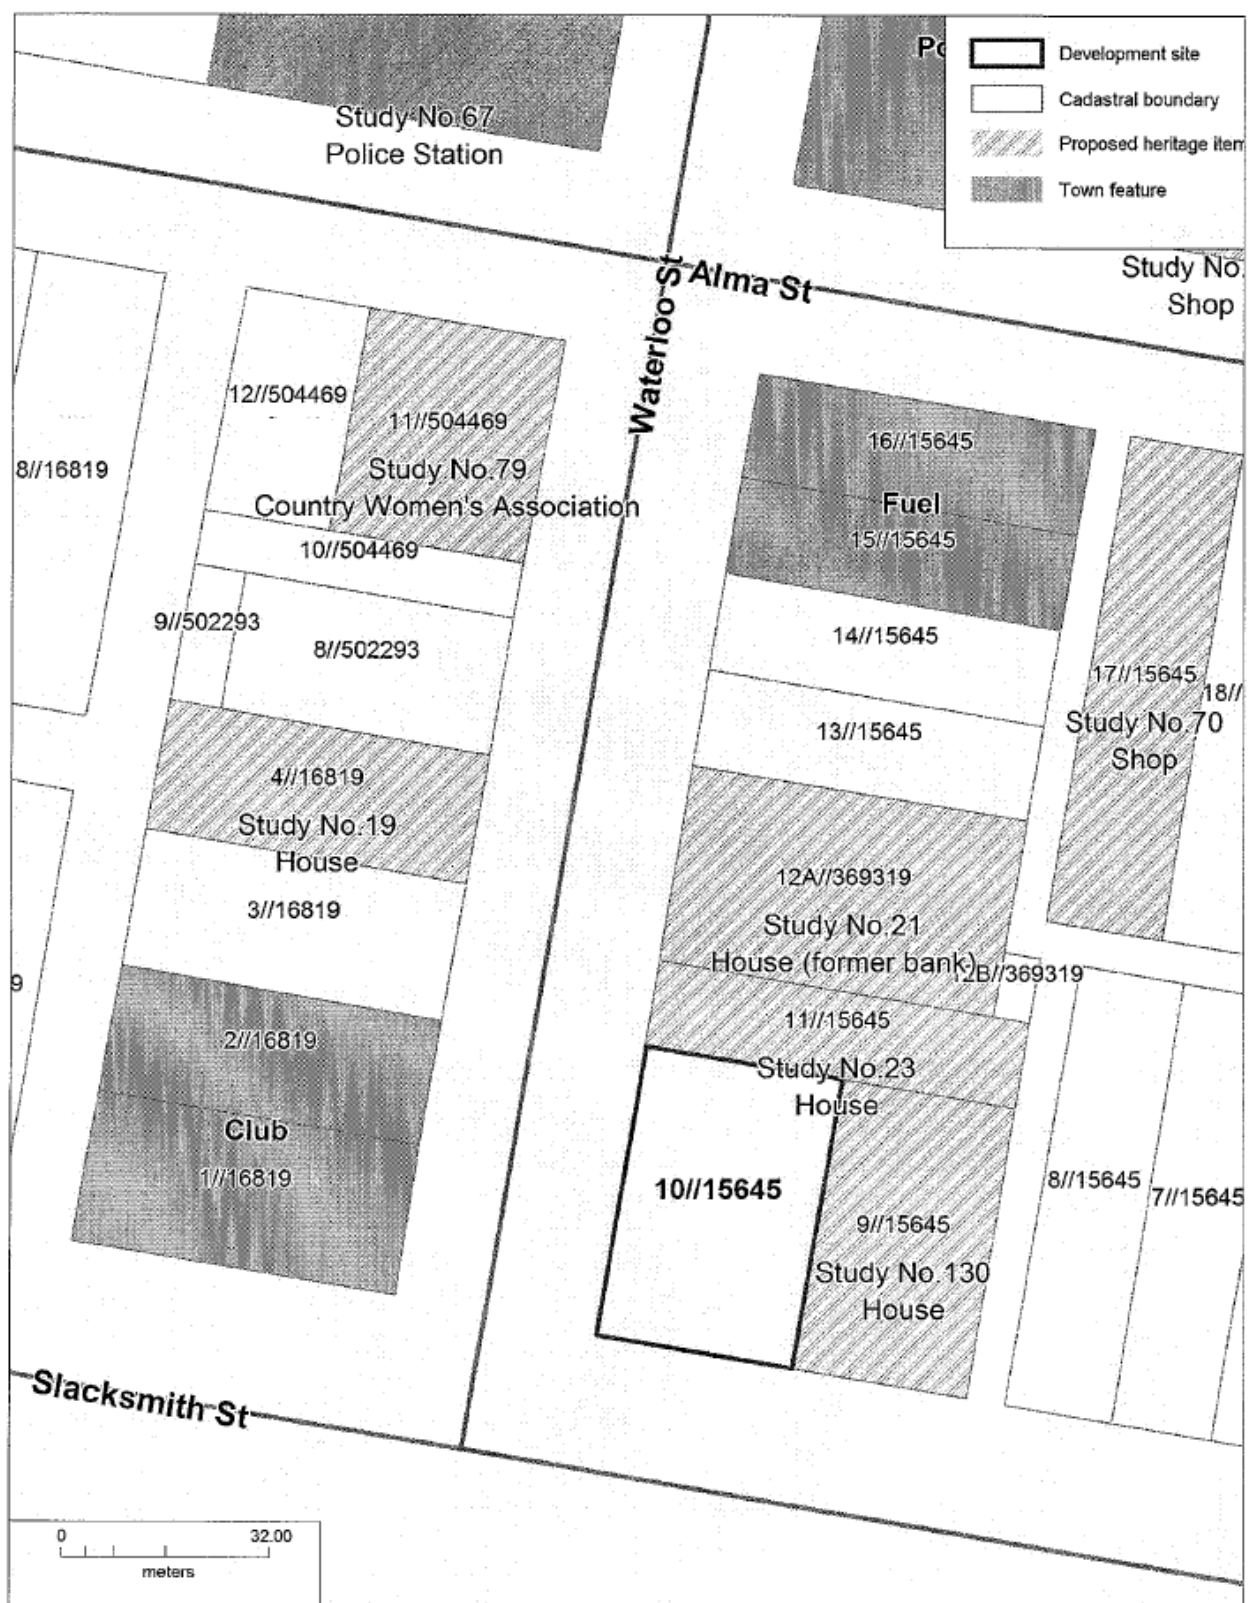 Po
Development site
Cadastral boundary
Proposed heritage item
Town feature
Study No.67
Police Station
Alma St
Waterloo St
Study No.
Shop
12//504469
11//504469
Study No.79
Country Women's Association
10//504469
8//16819
9//502293
8//502293
4//16819
Study No.19
House
3//16819
9
2//16819
Club
1//16819
16//15645
Fuel
15//15645
14//15645
13//15645
17//15645
18//
Study No.70
Shop
12A//369319
Study No.21
House (former bank)
12B//369319
11//15645
Study No.23
House
10//15645
9//15645
Study No.130
House
8//15645
7//15645
Slacksmith St
0 32.00
meters